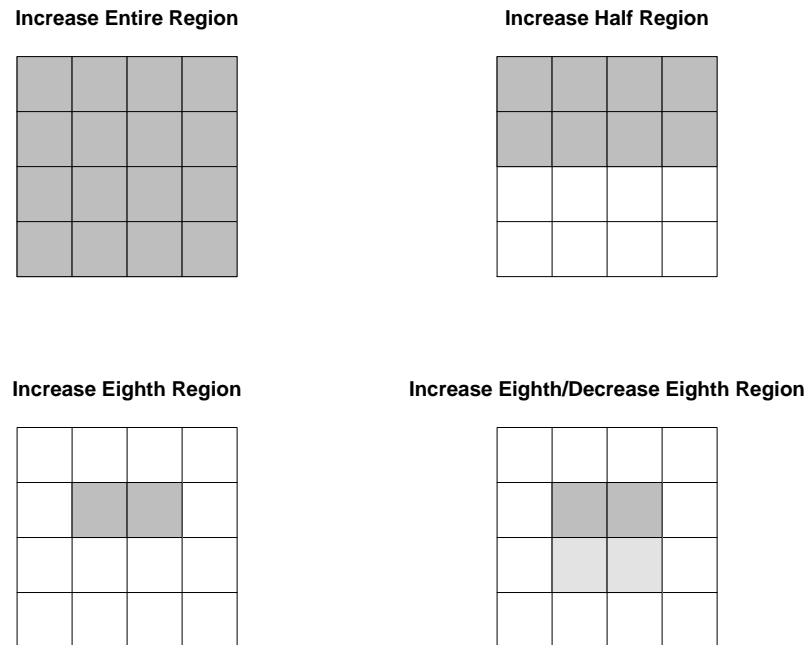 Increase Entire Region
Increase Half Region
Increase Eighth Region
Increase Eighth/Decrease Eighth Region